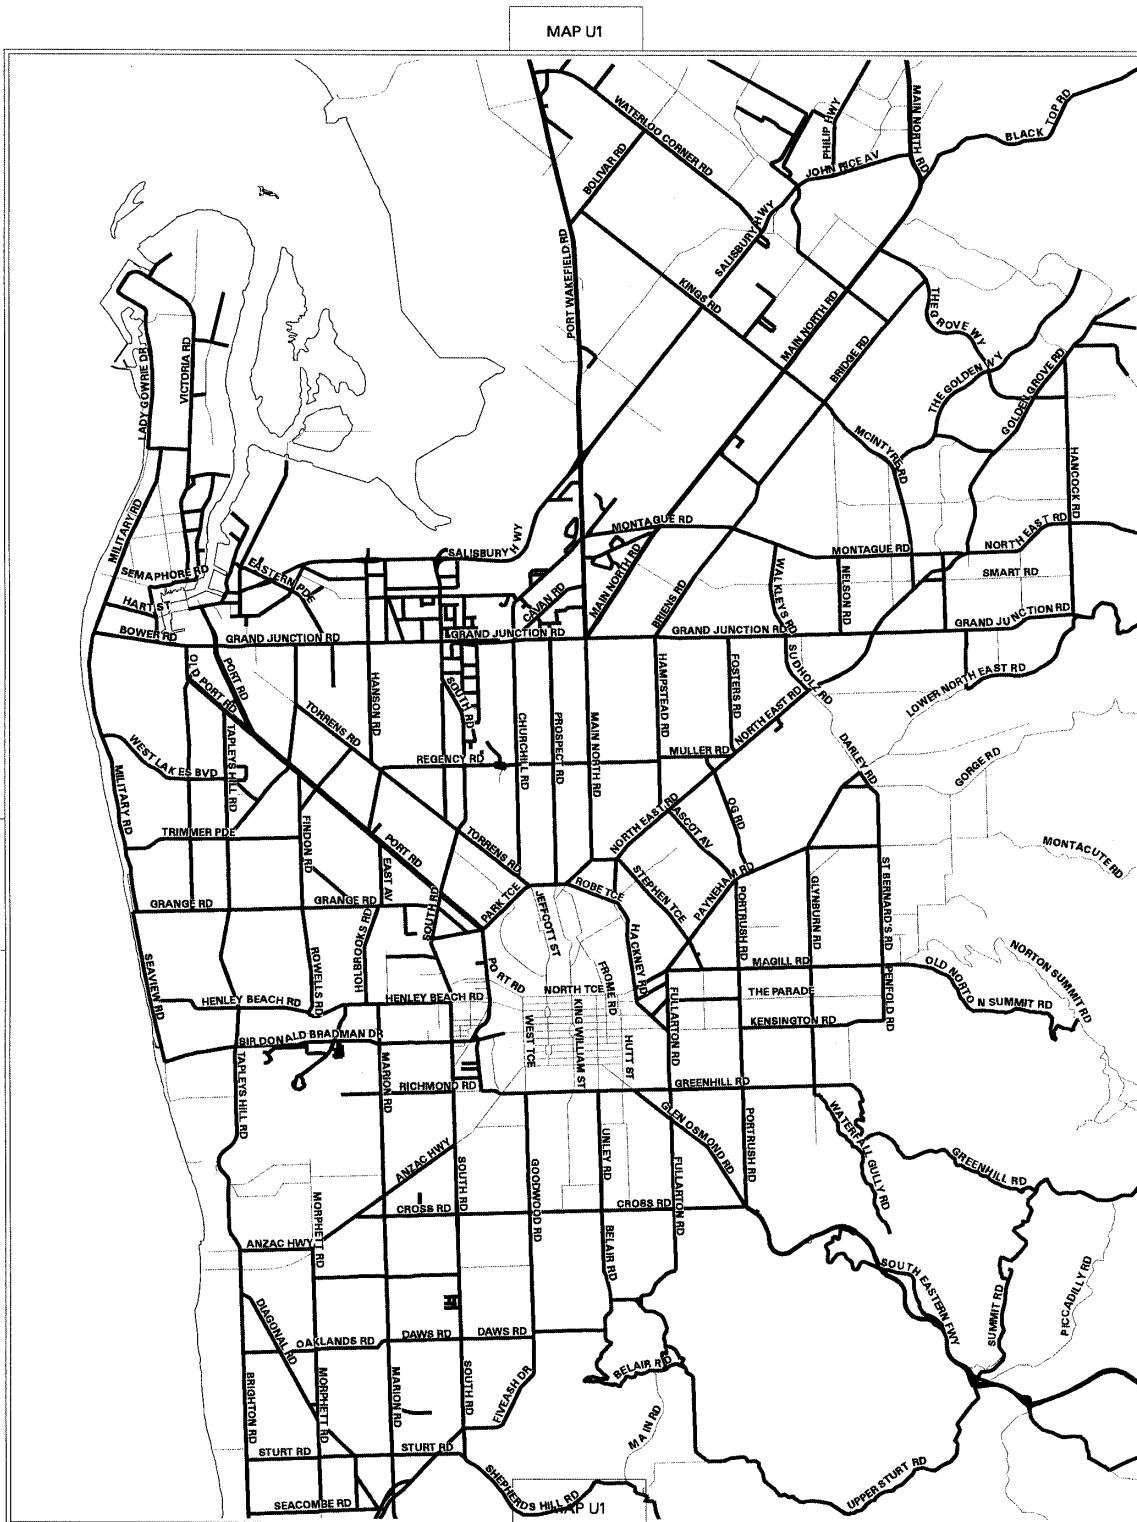 MAP U1
WATERLOO CORNER RD
BOLIVAR RD
PHILIP HWY
MAIN NORTH RD
BLACK TOP RD
JOHN RICE AV
SALISBURY HWY
PORT WAKEFIELD RD
KINGS RD
MAIN NORTH RD
BRIDGE RD
THE GROVE WY
THE GOLDEN WY
GOLDEN GROVE RD
LADY GOWRIE DR
VICTORIA RD
MCINTYRE RD
HANCOCK RD
MILITARY RD
SALISBURY HWY
MONTAGUE RD
MONTAGUE RD
NORTH EAST RD
SEMAPHORE RD
EASTERN PDE
CAVAN RD
MAIN NORTH RD
BRIENS RD
WALKLEYS RD
NELSON RD
SMART RD
HART ST
BOWER RD
GRAND JUNCTION RD
GRAND JUNCTION RD
GRAND JUNCTION RD
GRAND JUNCTION RD
OLD PORT RD
PORT RD
TORRENS RD
HANSON RD
SOUTH RD
HAMPSTEAD RD
FOSTERS RD
SUDHOLZ RD
LOWER NORTH EAST RD
NORTH EAST RD
TAPLEYS HILL RD
CHURCHILL RD
PROSPECT RD
MAIN NORTH RD
MULLER RD
DARLEY RD
GORGE RD
WEST LAKES BVD
REGENCY RD
MILITARY RD
TRIMMER PDE
FINDON RD
PORT RD
TORRENS RD
NORTH EAST RD
ASCOT AV
OG RD
MONTACUTE RD
EAST AV
GRANGE RD
GRANGE RD
SOUTH RD
PARK TCE
JEFFCOTT ST
ROBE TCE
STEPHEN TCE
PAYNEHAM RD
PORTRUSH RD
GLYNBURN RD
ST BERNARD'S RD
HOLBROOKS RD
ROWELLS RD
SEAVIEW RD
HENLEY BEACH RD
HENLEY BEACH RD
PORT RD
NORTH TCE
FROME RD
HACKNEY RD
MAGILL RD
THE PARADE
PENFOLD RD
OLD NORTON SUMMIT RD
NORTON SUMMIT RD
KENSINGTON RD
FULLARTON RD
SIR DONALD BRADMAN DR
WEST TCE
KING WILLIAM ST
HUTT ST
TAPLEYS HILL RD
MARION RD
RICHMOND RD
GREENHILL RD
GLEN OSMOND RD
PORTRUSH RD
WATERFALL GULLY RD
GREENHILL RD
ANZAC HWY
SOUTH RD
GOODWOOD RD
UNLEY RD
FULLARTON RD
MORPHETT RD
CROSS RD
CROSS RD
ANZAC HWY
BELAIR RD
SOUTH EASTERN FWY
SUMMIT RD
PICCADILLY RD
DIAGONAL RD
OAKLANDS RD
DAWS RD
DAWS RD
BELAIR RD
BRIGHTON RD
MORPHETT RD
MARION RD
SOUTH RD
FIVEASH DR
MAIN RD
STURT RD
STURT RD
SHEPHERDS HILL RD
UPPER STURT RD
SEACOMBE RD
MAP U1